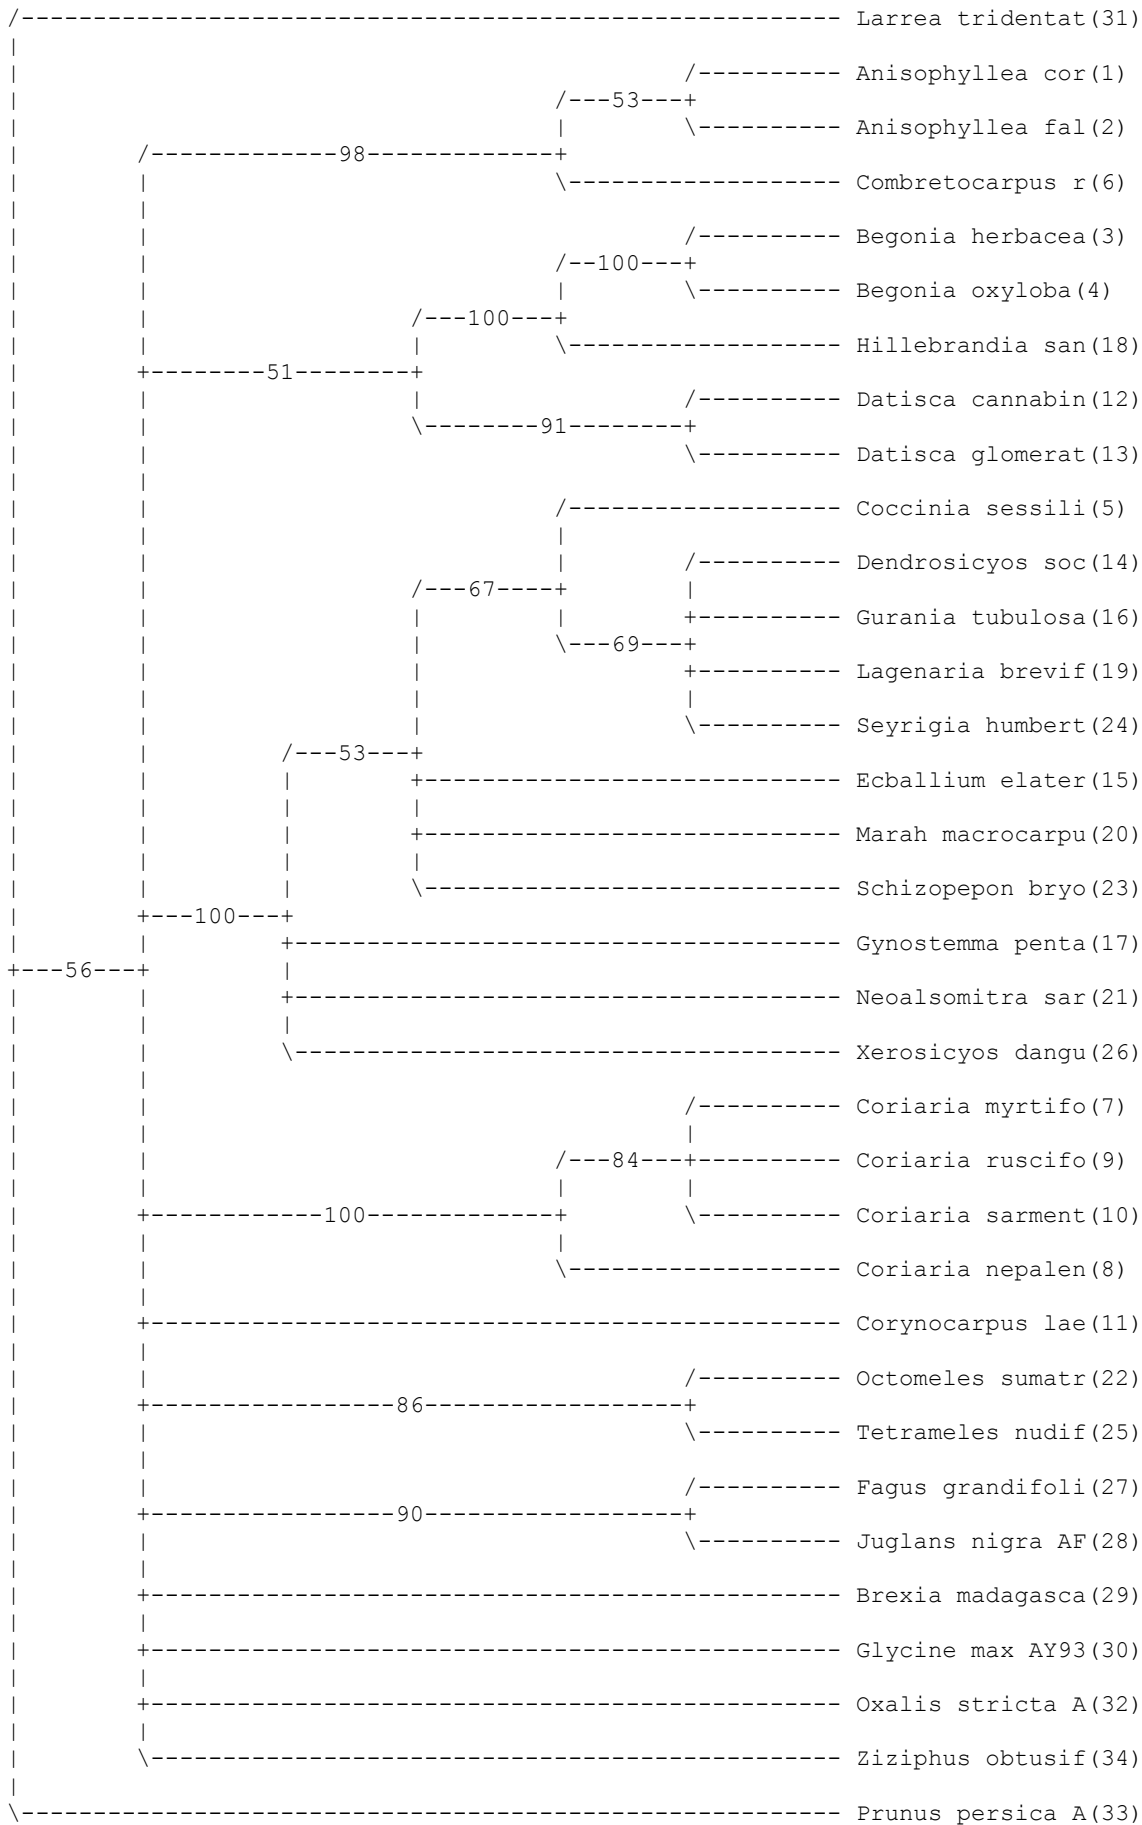 Larrea tridentat(31)
Anisophyllea cor(1)
53
Anisophyllea fal(2)
98
Combretocarpus r(6)
Begonia herbacea(3)
100
Begonia oxyloba(4)
100
Hillebrandia san(18)
51
Datisca cannabin(12)
91
Datisca glomerat(13)
Coccinia sessili(5)
Dendrosicyos soc(14)
67
Gurania tubulosa(16)
69
Lagenaria brevif(19)
Seyrigia humbert(24)
53
Ecballium elater(15)
Marah macrocarpu(20)
Schizopepon bryo(23)
100
Gynostemma penta(17)
56
Neoalsomitra sar(21)
Xerosicyos dangu(26)
Coriaria myrtifo(7)
84 Coriaria ruscifo(9)
100 Coriaria sarment(10)
Coriaria nepalen(8)
Corynocarpus lae(11)
Octomeles sumatr(22)
86
Tetrameles nudif(25)
Fagus grandifoli(27)
90
Juglans nigra AF(28)
Brexia madagasca(29)
Glycine max AY93(30)
Oxalis stricta A(32)
Ziziphus obtusif(34)
Prunus persica A(33)